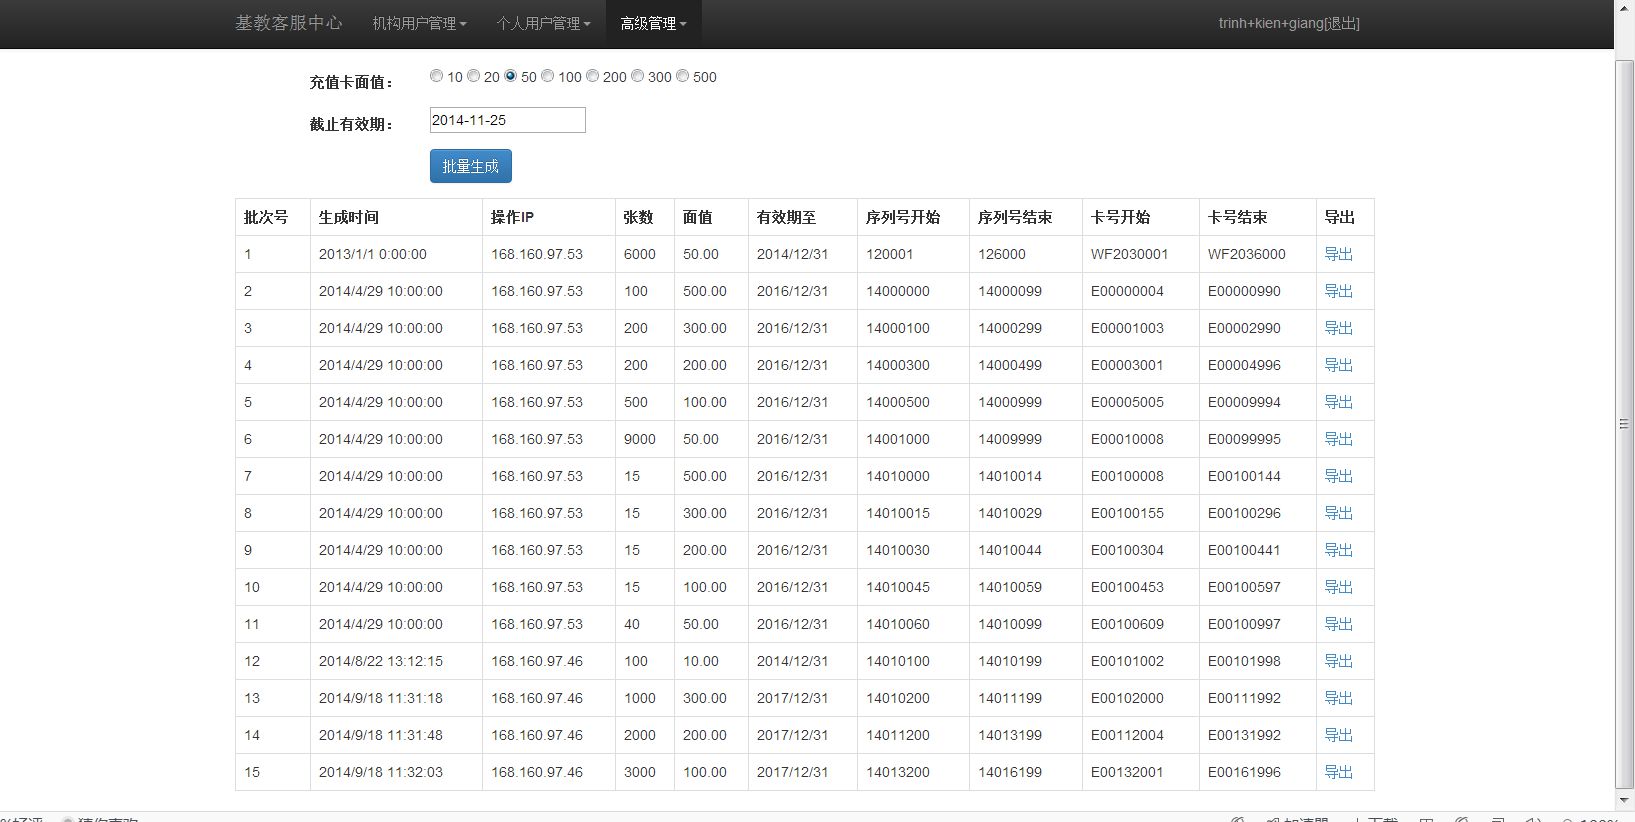 基教客服中心 机构用户管理 个人用户管理 高级管理 trinh+kien+giang[退出]
充值卡面值： 10 20 50 100 200 300 500
截止有效期： 2014-11-25
批量生成
批次号 生成时间 操作IP 张数 面值 有效期至 序列号开始 序列号结束 卡号开始 卡号结束 导出
1 2013/1/1 0:00:00 168.160.97.53 6000 50.00 2014/12/31 120001 126000 WF2030001 WF2036000 导出
2 2014/4/29 10:00:00 168.160.97.53 100 500.00 2016/12/31 14000000 14000099 E00000004 E00000990 导出
3 2014/4/29 10:00:00 168.160.97.53 200 300.00 2016/12/31 14000100 14000299 E00001003 E00002990 导出
4 2014/4/29 10:00:00 168.160.97.53 200 200.00 2016/12/31 14000300 14000499 E00003001 E00004996 导出
5 2014/4/29 10:00:00 168.160.97.53 500 100.00 2016/12/31 14000500 14000999 E00005005 E00009994 导出
6 2014/4/29 10:00:00 168.160.97.53 9000 50.00 2016/12/31 14001000 14009999 E00010008 E00099995 导出
7 2014/4/29 10:00:00 168.160.97.53 15 500.00 2016/12/31 14010000 14010014 E00100008 E00100144 导出
8 2014/4/29 10:00:00 168.160.97.53 15 300.00 2016/12/31 14010015 14010029 E00100155 E00100296 导出
9 2014/4/29 10:00:00 168.160.97.53 15 200.00 2016/12/31 14010030 14010044 E00100304 E00100441 导出
10 2014/4/29 10:00:00 168.160.97.53 15 100.00 2016/12/31 14010045 14010059 E00100453 E00100597 导出
11 2014/4/29 10:00:00 168.160.97.53 40 50.00 2016/12/31 14010060 14010099 E00100609 E00100997 导出
12 2014/8/22 13:12:15 168.160.97.46 100 10.00 2014/12/31 14010100 14010199 E00101002 E00101998 导出
13 2014/9/18 11:31:18 168.160.97.46 1000 300.00 2017/12/31 14010200 14011199 E00102000 E00111992 导出
14 2014/9/18 11:31:48 168.160.97.46 2000 200.00 2017/12/31 14011200 14013199 E00112004 E00131992 导出
15 2014/9/18 11:32:03 168.160.97.46 3000 100.00 2017/12/31 14013200 14016199 E00132001 E00161996 导出